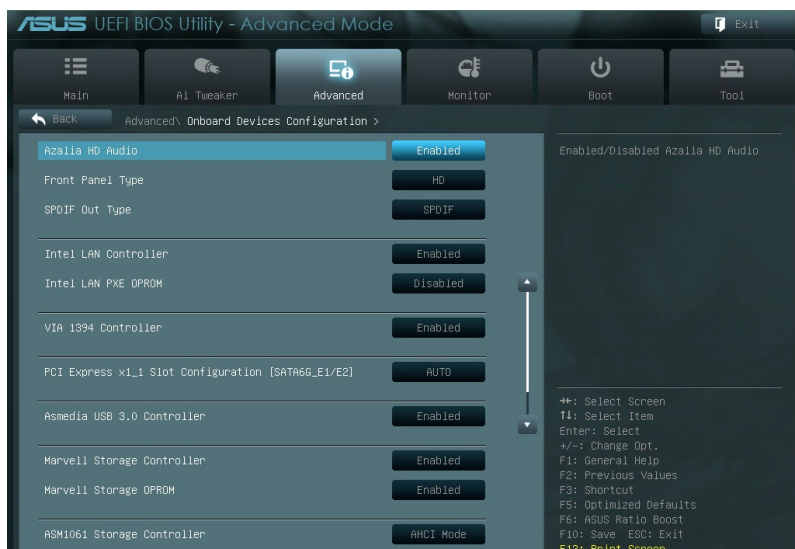 ASUS UEFI BIOS Utility - Advanced Mode
Exit
Main
Ai Tweaker
Advanced
Monitor
Boot
Tool
Back
Advanced\ Onboard Devices Configuration >
Azalia HD Audio Enabled
Front Panel Type HD
SPDIF Out Type SPDIF
Intel LAN Controller Enabled
Intel LAN PXE OPROM Disabled
VIA 1394 Controller Enabled
PCI Express x1_1 Slot Configuration [SATA6G_E1/E2] AUTO
Asmedia USB 3.0 Controller Enabled
Marvell Storage Controller Enabled
Marvell Storage OPROM Enabled
ASM1061 Storage Controller AHCI Mode
Enabled/Disabled Azalia HD Audio
→←: Select Screen
↑↓: Select Item
Enter: Select
+/-: Change Opt.
F1: General Help
F2: Previous Values
F3: Shortcut
F5: Optimized Defaults
F6: ASUS Ratio Boost
F10: Save ESC: Exit
F12: Print Screen